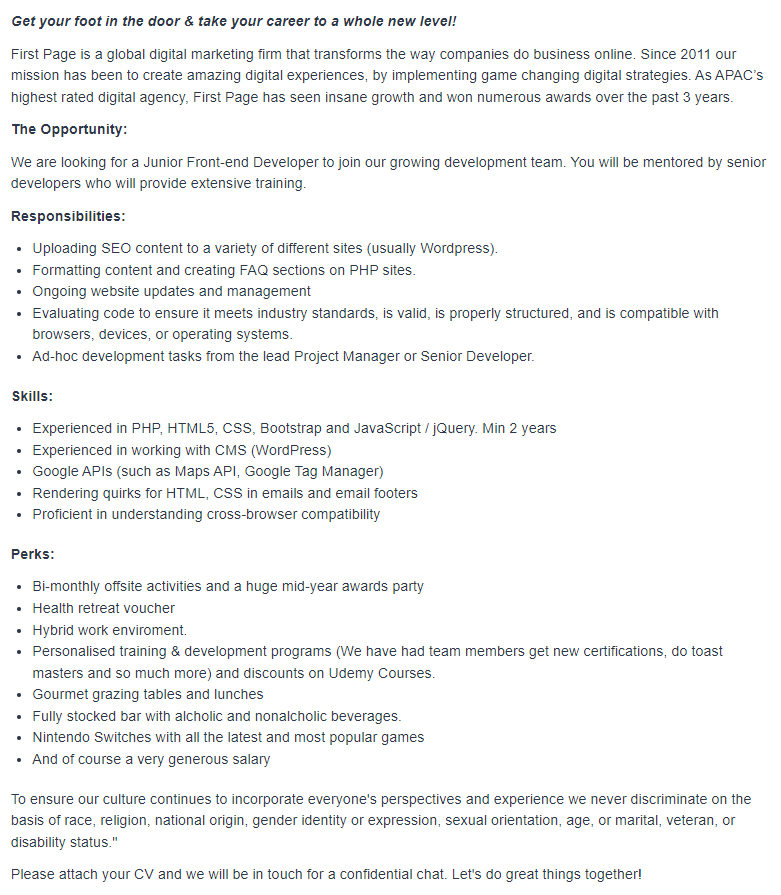 Get your foot in the door & take your career to a whole new level!
First Page is a global digital marketing firm that transforms the way companies do business online. Since 2011 our
mission has been to create amazing digital experiences, by implementing game changing digital strategies. As APAC’s
highest rated digital agency, First Page has seen insane growth and won numerous awards over the past 3 years.
The Opportunity:
We are looking for a Junior Front-end Developer to join our growing development team. You will be mentored by senior
developers who will provide extensive training.
Responsibilities:
• Uploading SEO content to a variety of different sites (usually Wordpress).
• Formatting content and creating FAQ sections on PHP sites.
• Ongoing website updates and management
• Evaluating code to ensure it meets industry standards, is valid, is properly structured, and is compatible with
browsers, devices, or operating systems.
• Ad-hoc development tasks from the lead Project Manager or Senior Developer.
Skills:
• Experienced in PHP, HTML5, CSS, Bootstrap and JavaScript / jQuery. Min 2 years
• Experienced in working with CMS (WordPress)
• Google APIs (such as Maps API, Google Tag Manager)
• Rendering quirks for HTML, CSS in emails and email footers
• Proficient in understanding cross-browser compatibility
Perks:
• Bi-monthly offsite activities and a huge mid-year awards party
• Health retreat voucher
• Hybrid work enviroment.
• Personalised training & development programs (We have had team members get new certifications, do toast
masters and so much more) and discounts on Udemy Courses.
• Gourmet grazing tables and lunches
• Fully stocked bar with alcholic and nonalcholic beverages.
• Nintendo Switches with all the latest and most popular games
• And of course a very generous salary
To ensure our culture continues to incorporate everyone's perspectives and experience we never discriminate on the
basis of race, religion, national origin, gender identity or expression, sexual orientation, age, or marital, veteran, or
disability status."
Please attach your CV and we will be in touch for a confidential chat. Let's do great things together!